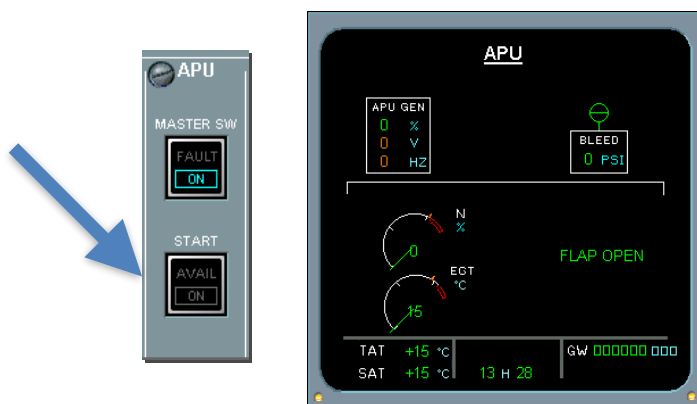 APU
MASTER SW
FAULT
ON
START
AVAIL
ON
APU
APU GEN
0 %
0 V
0 HZ
BLEED
0 PSI
N
%
0
FLAP OPEN
EGT
°C
15
TAT +15 °C
GW
SAT +15 °C
13 H 28